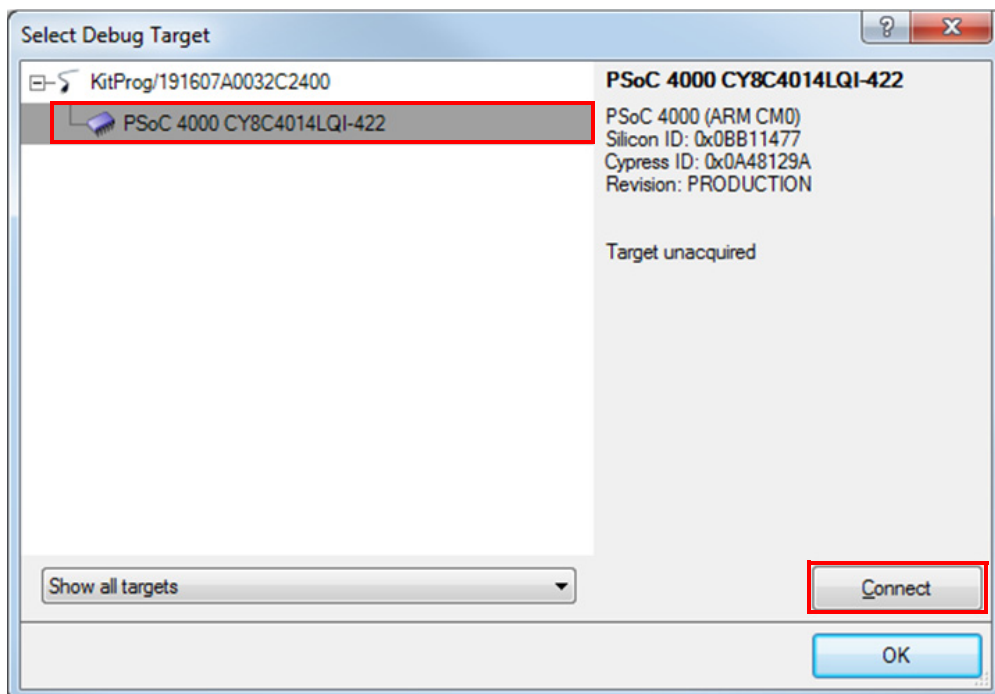 Select Debug Target
KitProg/191607A0032C2400
PSoC 4000 CY8C4014LQI-422
PSoC 4000 CY8C4014LQI-422
PSoC 4000 (ARM CM0)
Silicon ID: 0x0BB11477
Cypress ID: 0x0A48129A
Revision: PRODUCTION
Target unacquired
Show all targets
Connect
OK